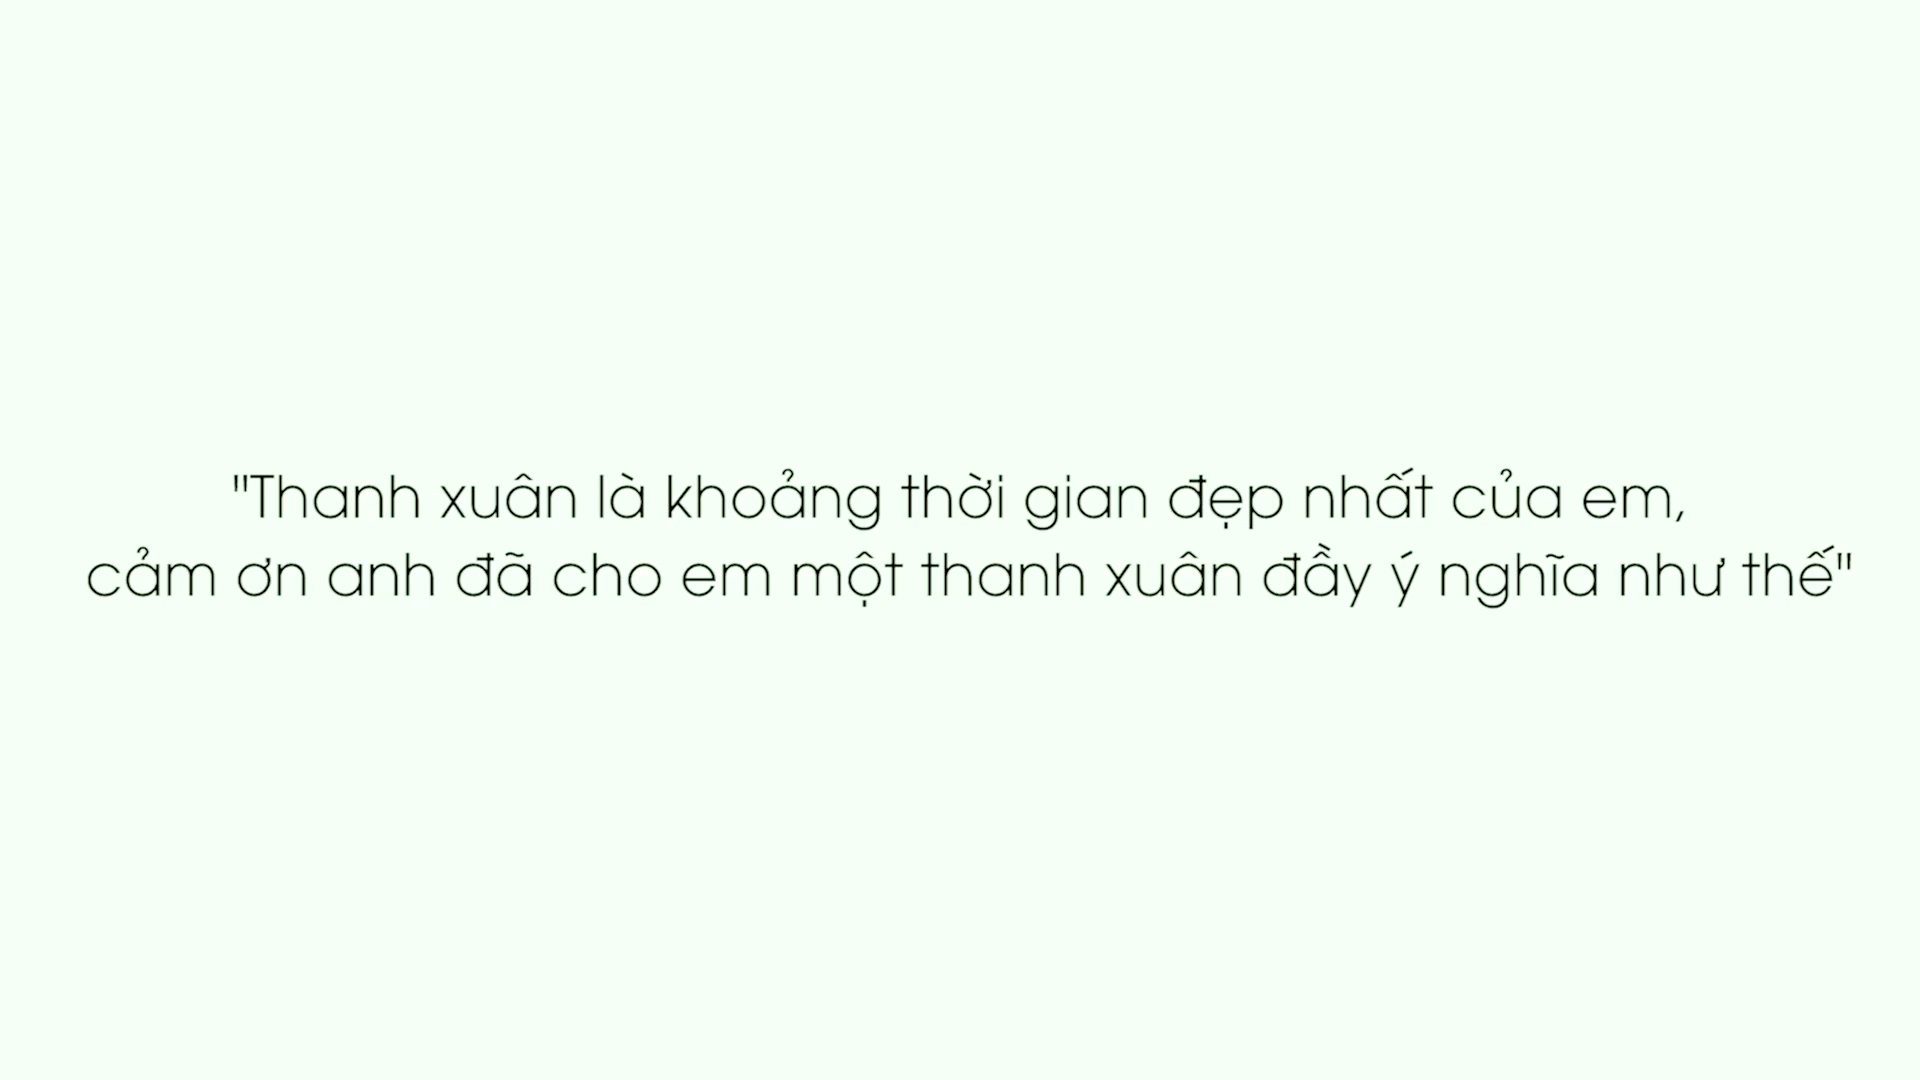 "Thanh xuân là khoảng thời gian đẹp nhất của em,
cảm ơn anh đã cho em một thanh xuân đầy ý nghĩa như thế"